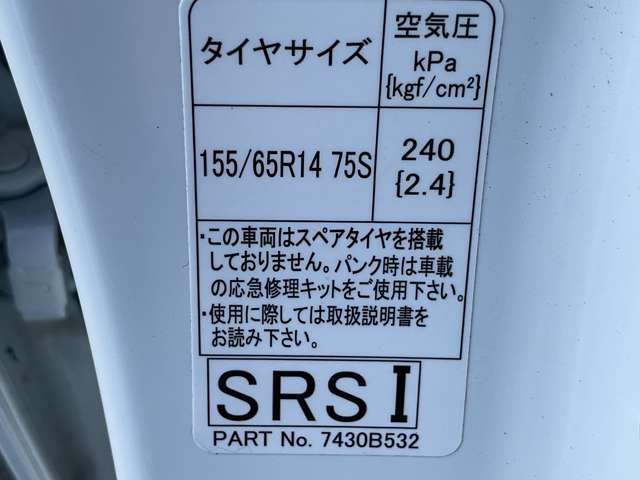 タイヤサイズ
空気圧
kPa
{kgf/cm²}
155/65R14 75S
240
{2.4}
・この車両はスペアタイヤを搭載
しておりません。パンク時は車載
の応急修理キットをご使用下さい。
・使用に際しては取扱説明書を
お読み下さい。
SRS I
PART No. 7430B532